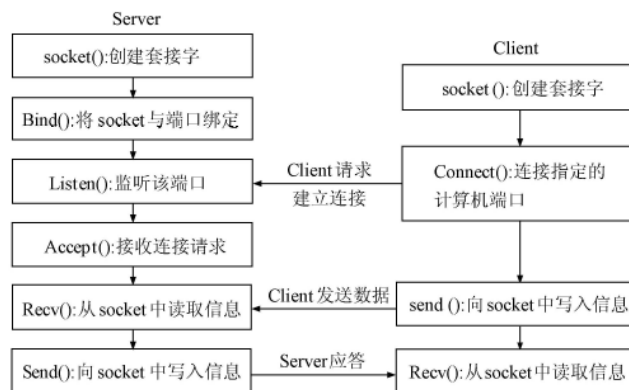 Server
socket():创建套接字
Bind():将 socket与端口绑定
Listen():监听该端口
Accept():接收连接请求
Recv():从socket中读取信息
Send():向socket中写入信息
Client请求
建立连接
Client发送数据
Server应答
Client
socket():创建套接字
Connect():连接指定的
计算机端口
send():向socket中写入信息
Recv():从socket中读取信息